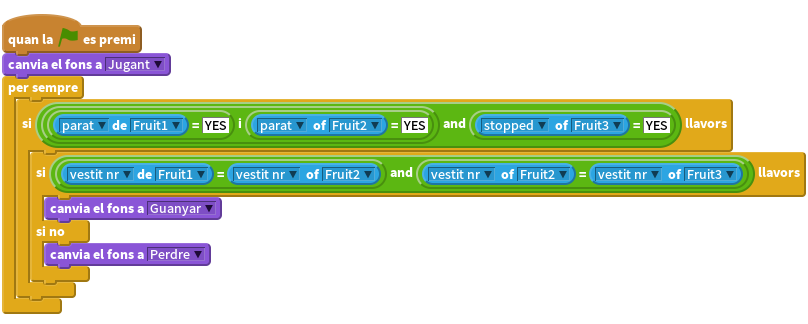 quan la es premi
canvia el fons a Jugant
per sempre
si parat de Fruit1 = YES i parat of Fruit2 = YES and stopped of Fruit3 = YES llavors
si vestit nr de Fruit1 = vestit nr of Fruit2 and vestit nr of Fruit2 = vestit nr of Fruit3 llavors
canvia el fons a Guanyar
si no
canvia el fons a Perdre